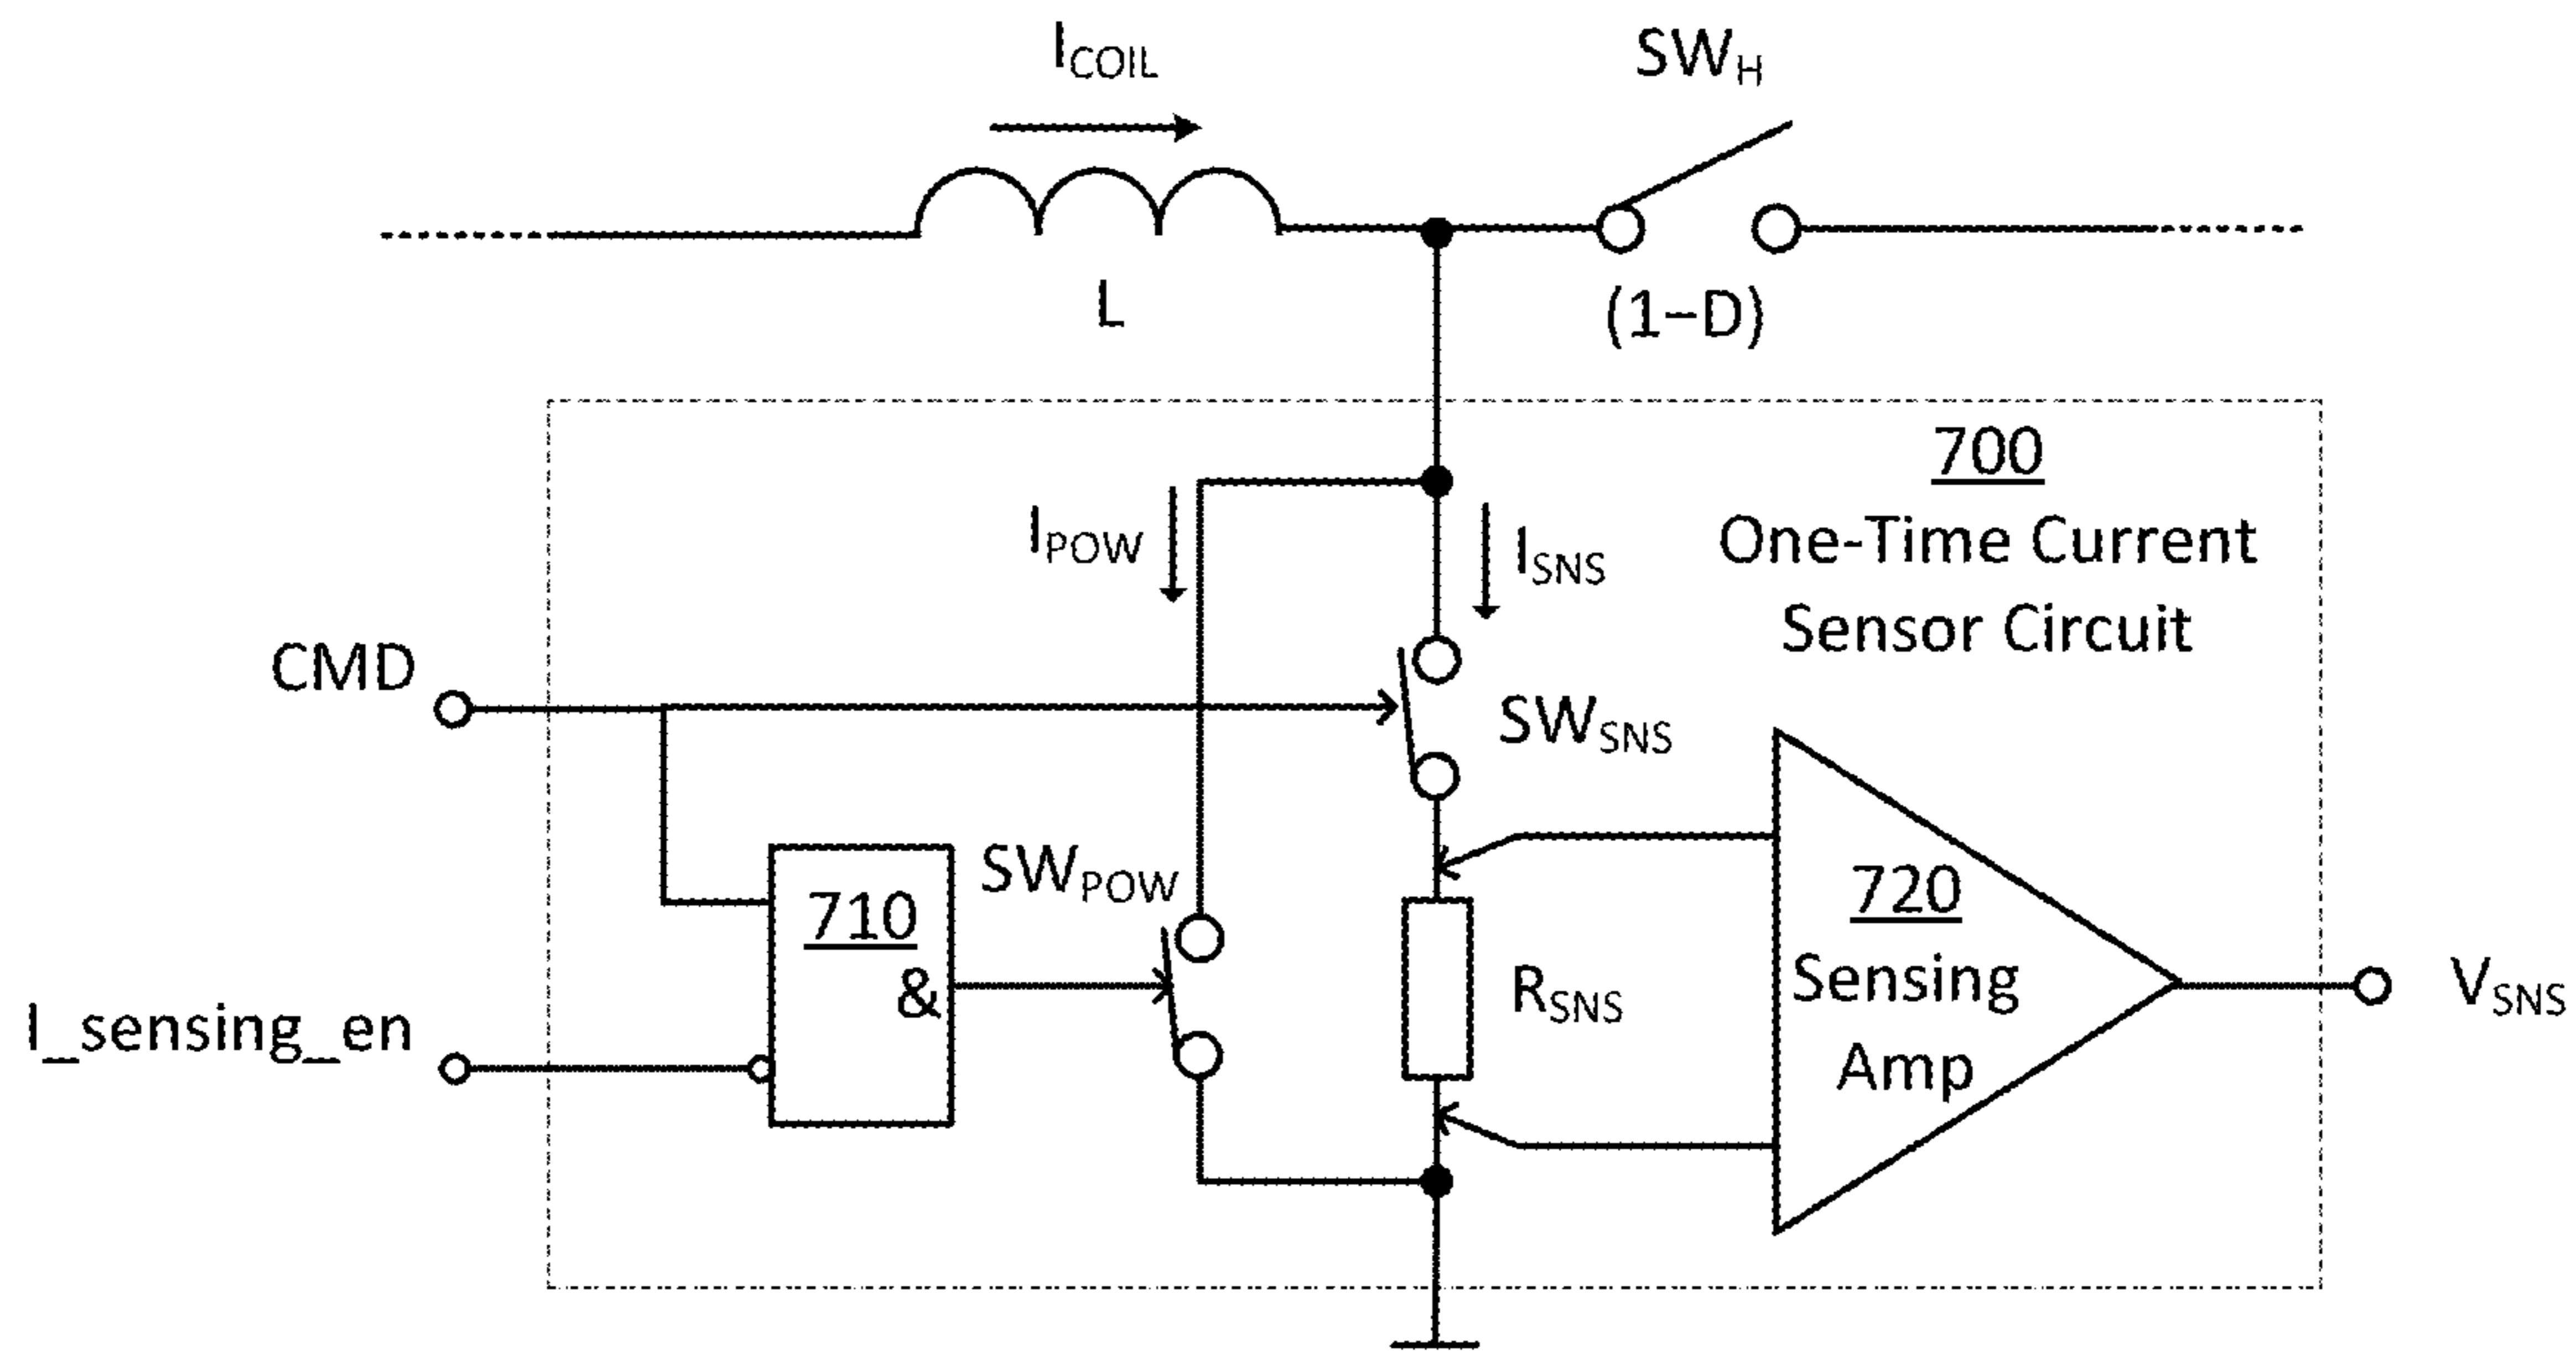 I_COIL
SW_H
L
(1–D)
700
One-Time Current
Sensor Circuit
I_POW
I_SNS
CMD
SW_SNS
SW_POW
710
&
720
Sensing
Amp
R_SNS
V_SNS
I_sensing_en